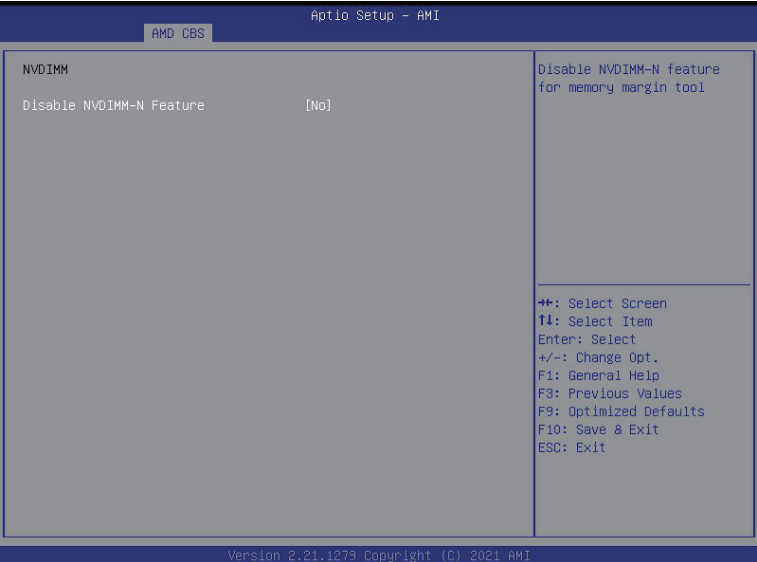 Aptio Setup – AMI
AMD CBS
NVDIMM
Disable NVDIMM-N Feature [No]
Disable NVDIMM-N feature
for memory margin tool
→←: Select Screen
↑↓: Select Item
Enter: Select
+/-: Change Opt.
F1: General Help
F3: Previous Values
F9: Optimized Defaults
F10: Save & Exit
ESC: Exit
Version 2.21.1279 Copyright (C) 2021 AMI